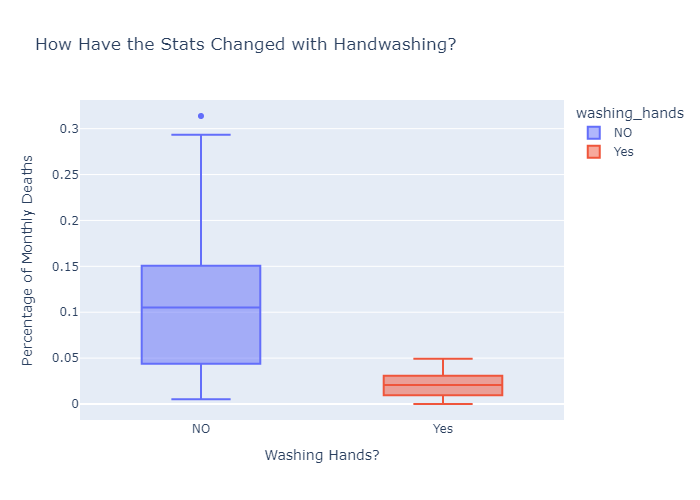 How Have the Stats Changed with Handwashing?
washing_hands
NO
Yes
Percentage of Monthly Deaths
0.3
0.25
0.2
0.15
0.1
0.05
0
NO
Yes
Washing Hands?